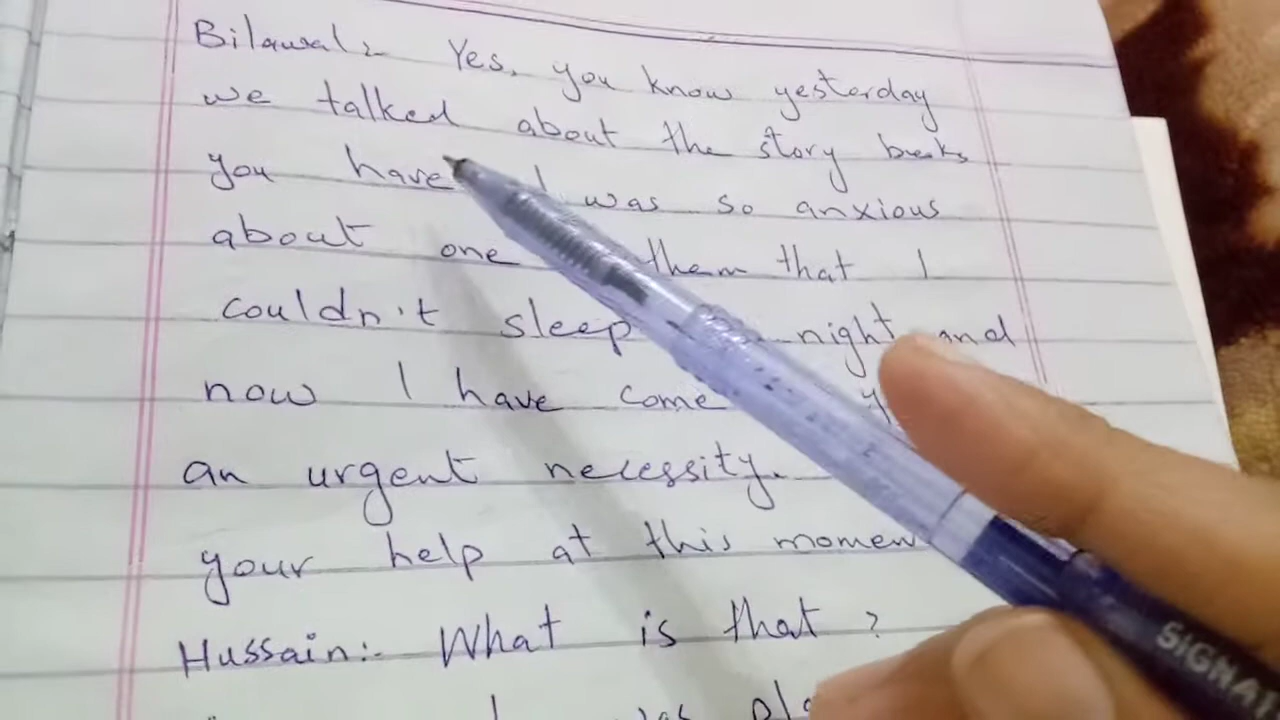 Bilawal:- Yes, you know yesterday
we talked about the story books
you have I was so anxious
about one them that I
couldn't sleep night and
now I have come
an urgent necessity.
your help at this
Hussain:- What is that ?
SIGNAT